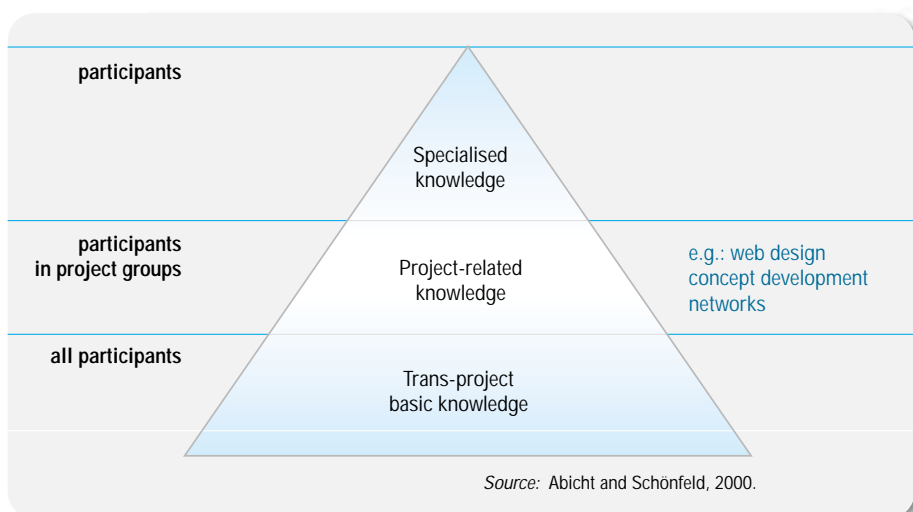 participants
Specialised
knowledge
participants
in project groups
Project-related
knowledge
e.g.: web design
concept development
networks
all participants
Trans-project
basic knowledge
Source: Abicht and Schönfeld, 2000.